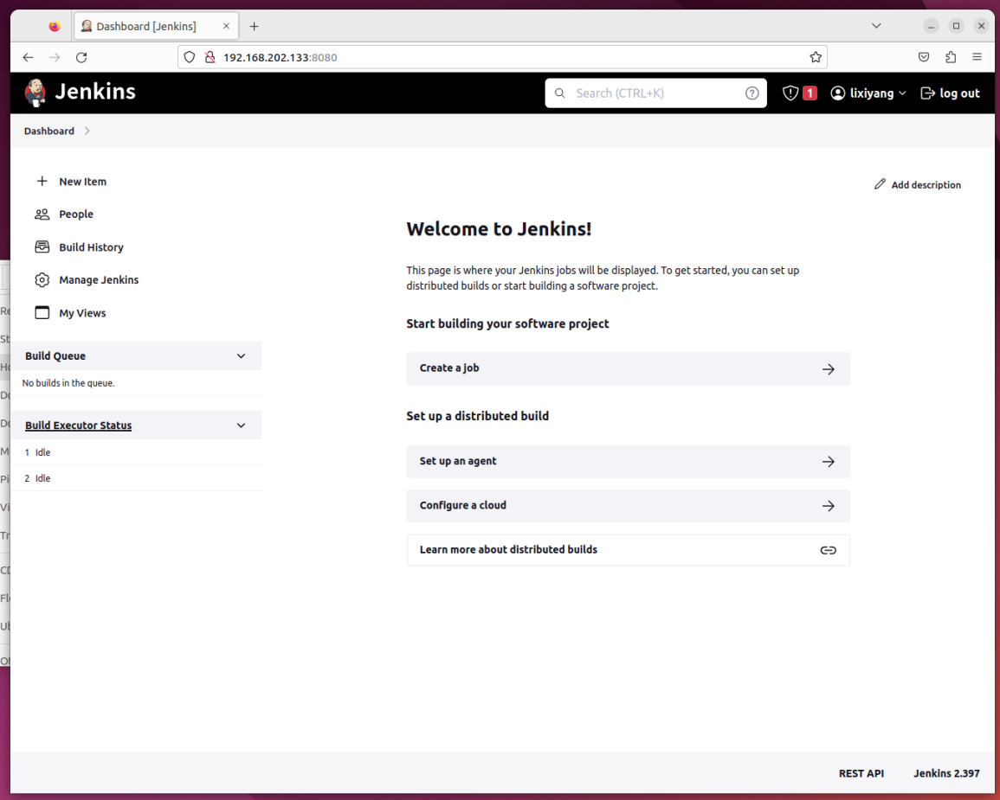 Dashboard [Jenkins]
192.168.202.133:8080
Jenkins
Search (CTRL+K)
1
lixiyang
log out
Dashboard
New Item
People
Build History
Manage Jenkins
My Views
Build Queue
No builds in the queue.
Build Executor Status
1 Idle
2 Idle
Add description
Welcome to Jenkins!
This page is where your Jenkins jobs will be displayed. To get started, you can set up
distributed builds or start building a software project.
Start building your software project
Create a job
Set up a distributed build
Set up an agent
Configure a cloud
Learn more about distributed builds
REST API
Jenkins 2.397